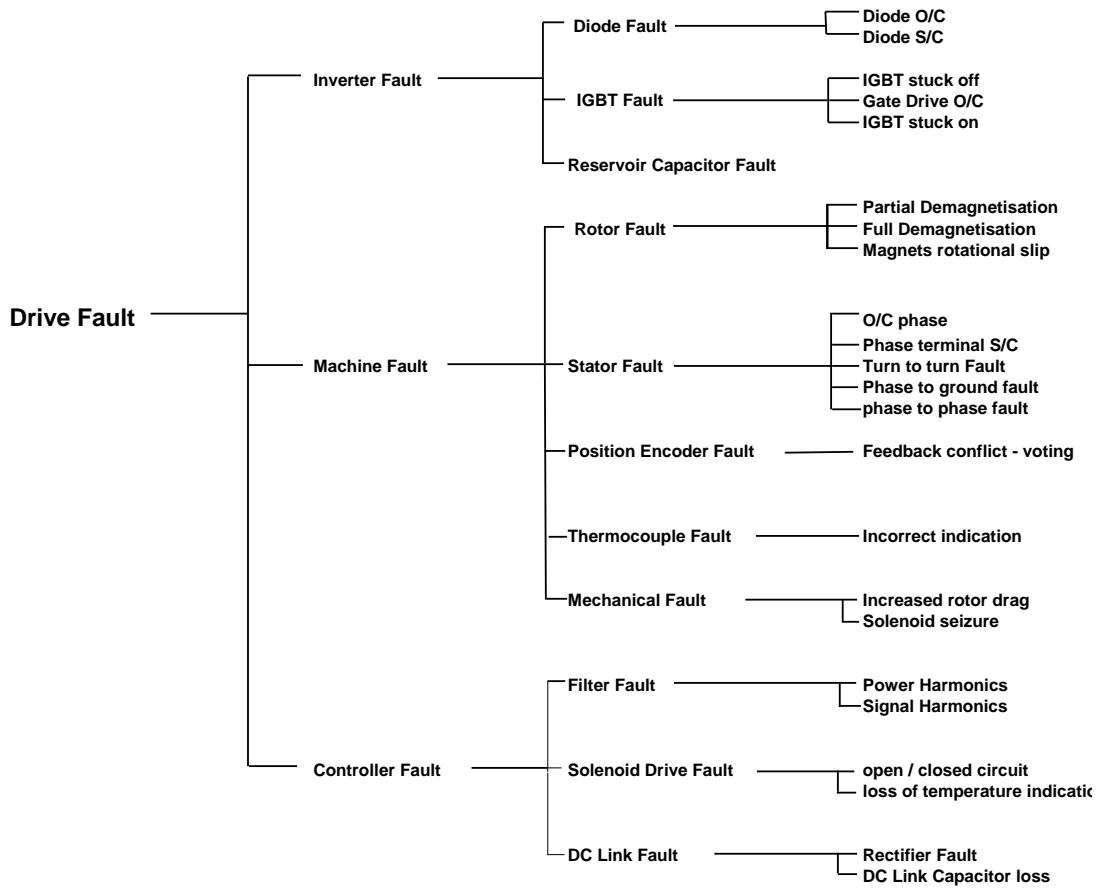 Drive Fault
Inverter Fault
Diode Fault
Diode O/C
Diode S/C
IGBT Fault
IGBT stuck off
Gate Drive O/C
IGBT stuck on
Reservoir Capacitor Fault
Machine Fault
Rotor Fault
Partial Demagnetisation
Full Demagnetisation
Magnets rotational slip
Stator Fault
O/C phase
Phase terminal S/C
Turn to turn Fault
Phase to ground fault
phase to phase fault
Position Encoder Fault
Feedback conflict - voting
Thermocouple Fault
Incorrect indication
Mechanical Fault
Increased rotor drag
Solenoid seizure
Controller Fault
Filter Fault
Power Harmonics
Signal Harmonics
Solenoid Drive Fault
open / closed circuit
loss of temperature indicatio
DC Link Fault
Rectifier Fault
DC Link Capacitor loss